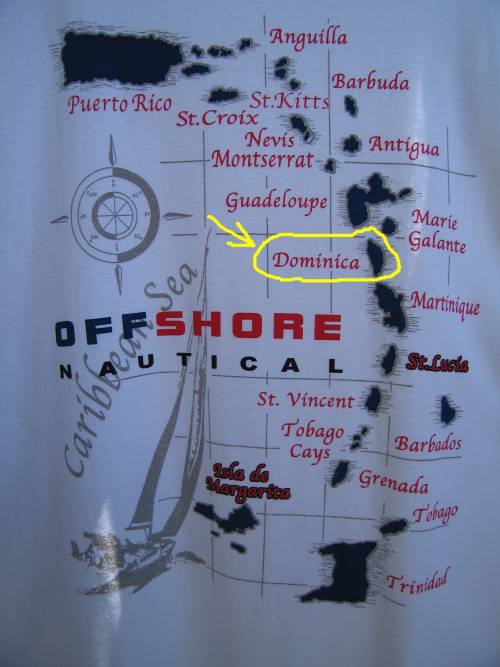 Anguilla
Puerto Rico
St. Croix
St. Kitts
Barbuda
Nevis
Montserrat
Antigua
Guadeloupe
Marie
Galante
Dominica
Martinique
Caribbean Sea
OFFSHORE
NAUTICAL
St. Lucia
St. Vincent
Tobago
Cays
Barbados
Isla de
Margarita
Grenada
Tobago
Trinidad